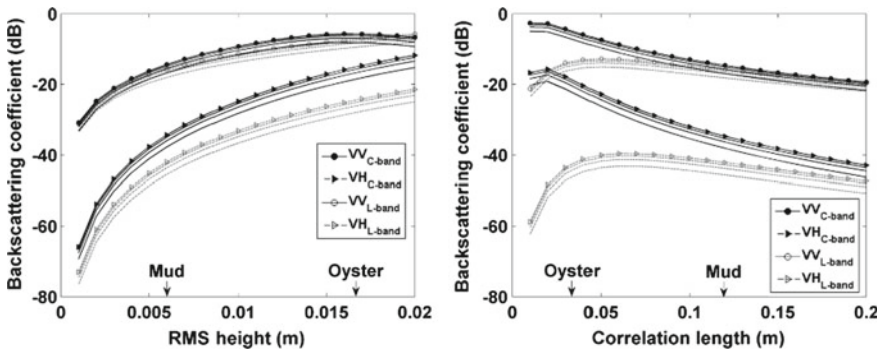 Backscattering coefficient (dB)
0
-20
-40
-60
-80
VV C-band
VH C-band
VV L-band
VH L-band
Mud
Oyster
0
0.005
0.01
0.015
0.02
RMS height (m)
Backscattering coefficient (dB)
0
-20
-40
-60
-80
VV C-band
VH C-band
VV L-band
VH L-band
Oyster
Mud
0
0.05
0.1
0.15
0.2
Correlation length (m)